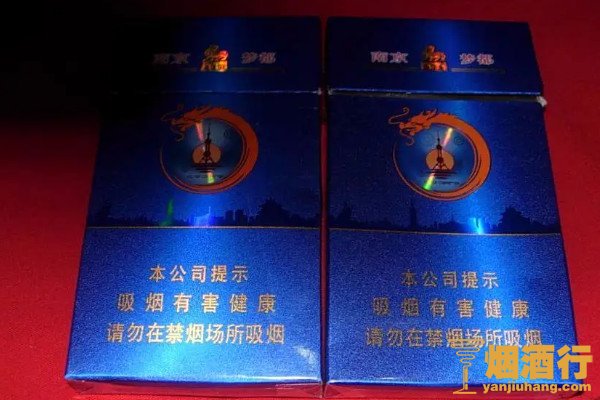 南京 梦都
本公司提示
吸烟有害健康
请勿在禁烟场所吸烟
南京 梦都
本公司提示
吸烟有害健康
请勿在禁烟场所吸烟
烟酒行
yanjiuhang.com